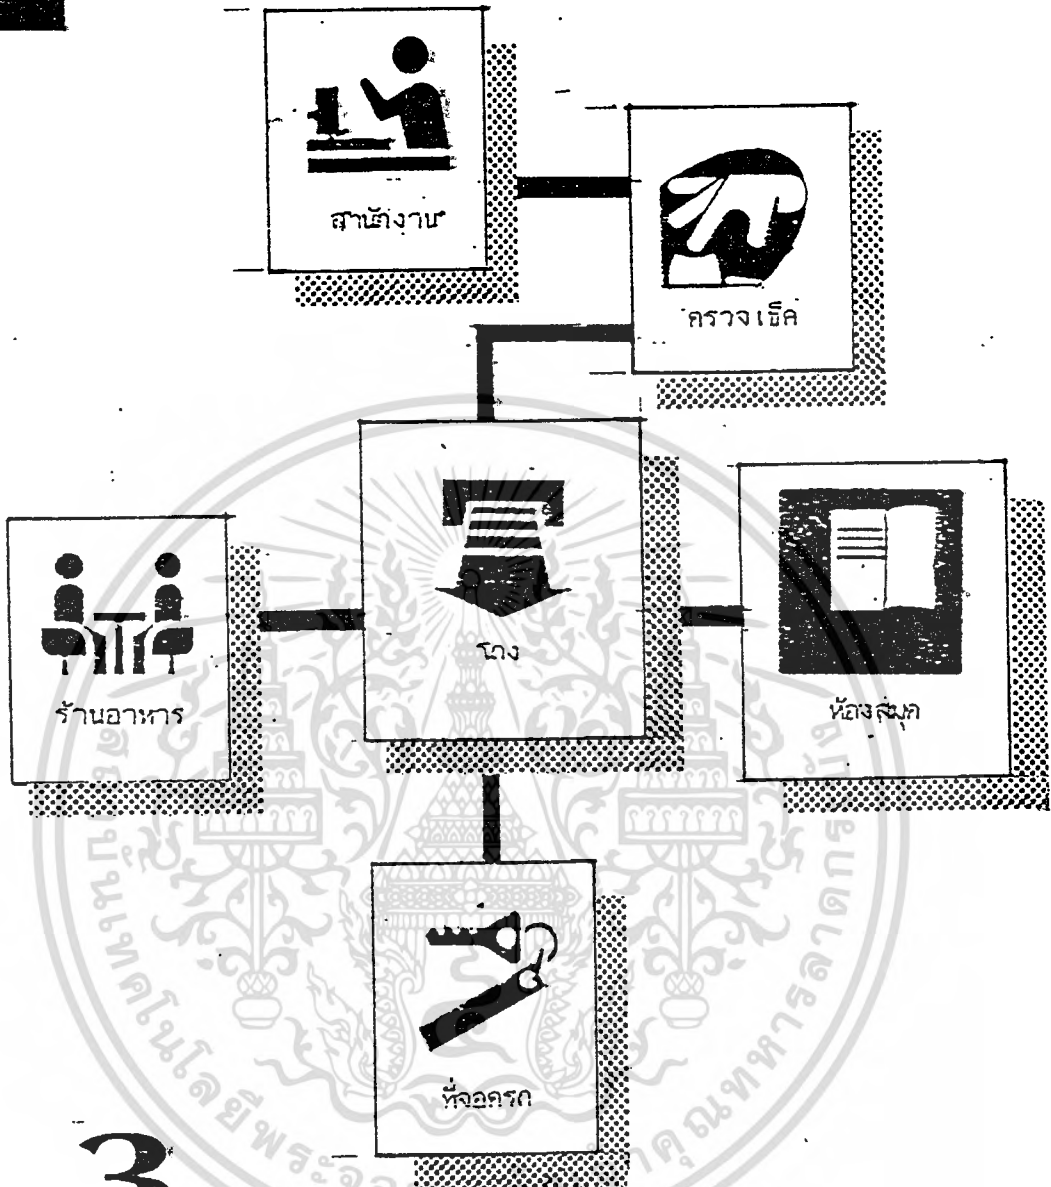 สำนักงาน
ตรวจเช็ค
โถง
ร้านอาหาร
ห้องสมุด
ที่จอดรถ
3